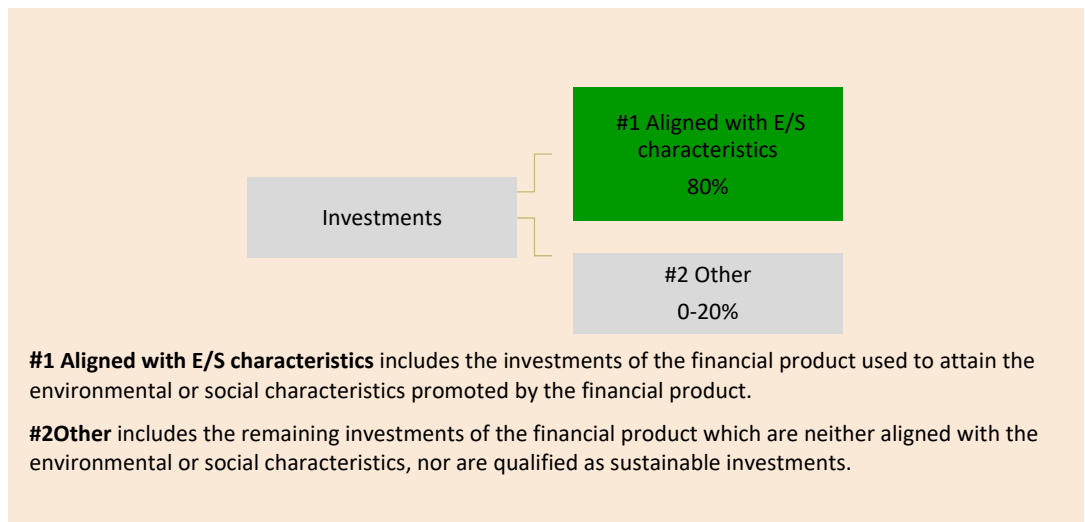 #1 Aligned with E/S
characteristics
80%
Investments
#2 Other
0-20%
#1 Aligned with E/S characteristics includes the investments of the financial product used to attain the
environmental or social characteristics promoted by the financial product.
#2Other includes the remaining investments of the financial product which are neither aligned with the
environmental or social characteristics, nor are qualified as sustainable investments.